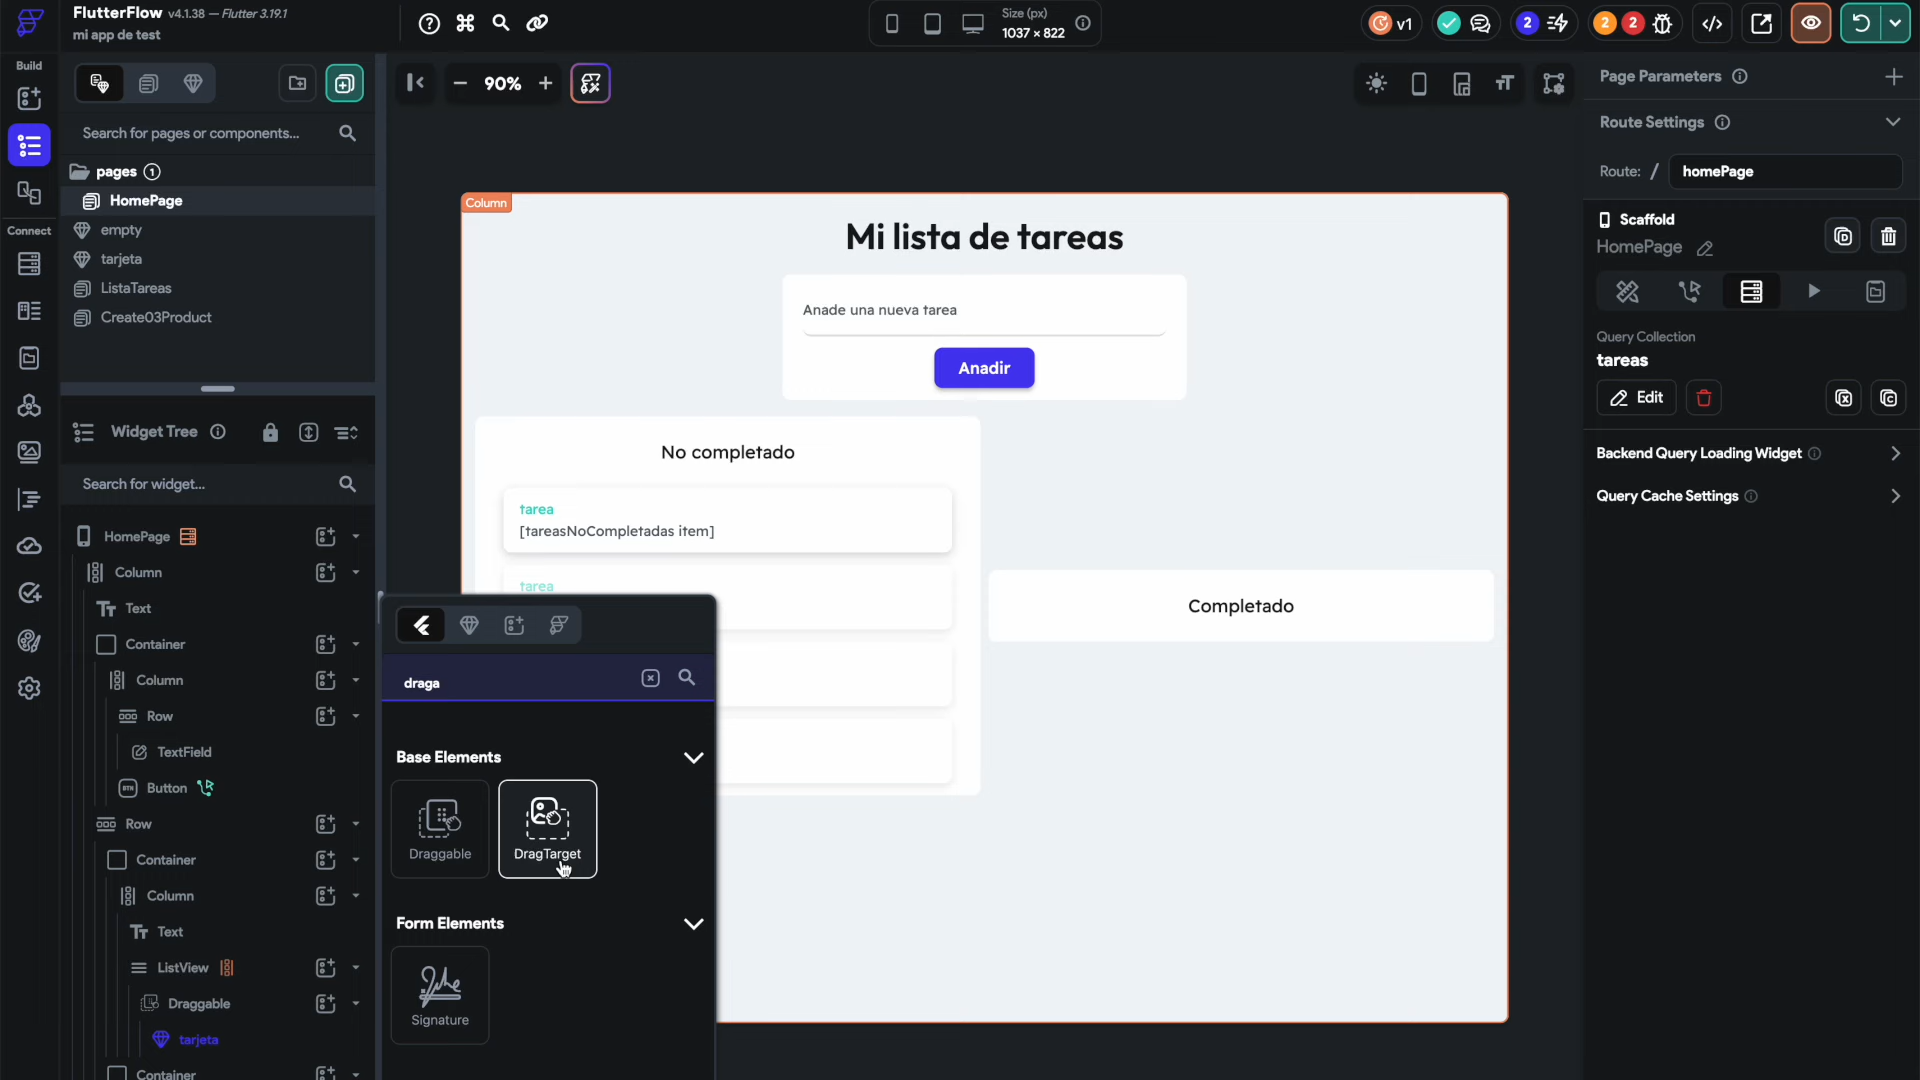 FlutterFlow v4.1.38 — Flutter 3.19.1
mi app de test
Size (px)
1037 × 822
v1
2
2
2
Build
90%
Page Parameters
Search for pages or components...
Route Settings
pages 1
Route: / homePage
HomePage
Connect
empty
tarjeta
ListaTareas
Create03Product
Scaffold
HomePage
Column
Mi lista de tareas
Anade una nueva tarea
Anadir
Query Collection
tareas
Edit
Widget Tree
Search for widget...
Backend Query Loading Widget
Query Cache Settings
No completado
tarea
[tareasNoCompletadas item]
tarea
Completado
HomePage
Column
Text
Container
Column
Row
TextField
BTN
Button
Row
Container
Column
Text
ListView
Draggable
tarjeta
Container
draga
Base Elements
Draggable
DragTarget
Form Elements
Signature